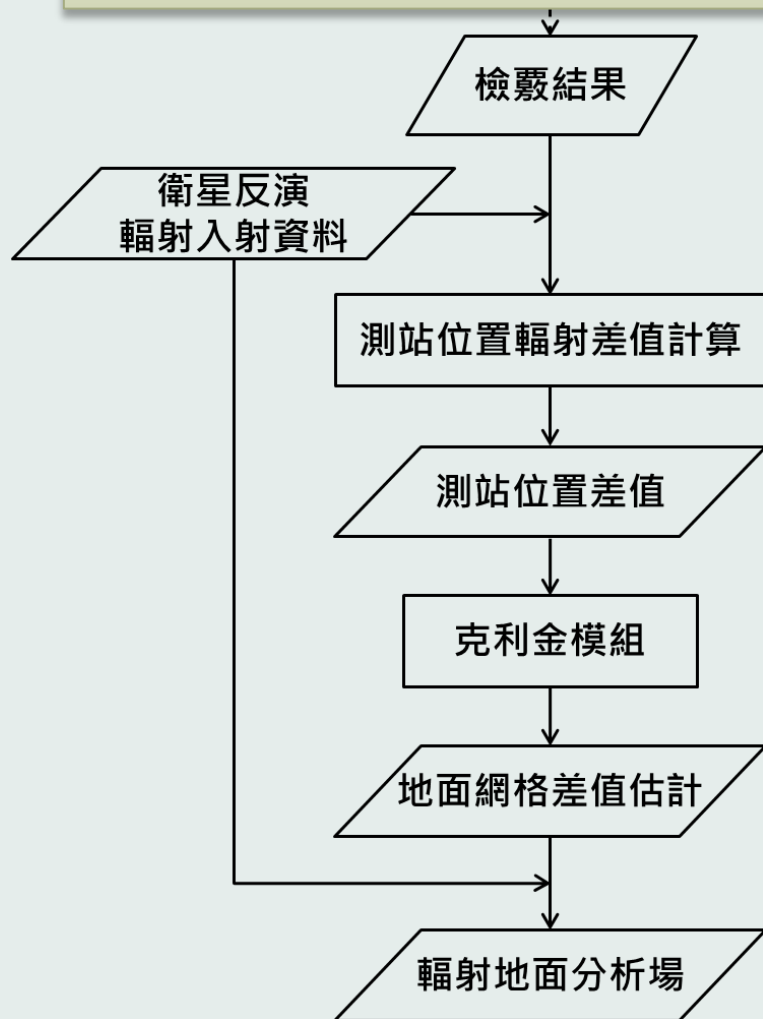 檢覈結果
衛星反演
輻射入射資料
測站位置輻射差值計算
測站位置差值
克利金模組
地面網格差值估計
輻射地面分析場